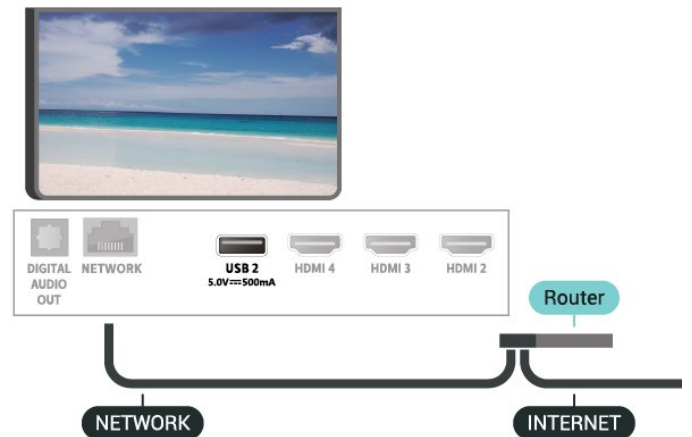 DIGITAL
AUDIO
OUT
NETWORK
USB 2
5.0V⎓500mA
HDMI 4
HDMI 3
HDMI 2
Router
NETWORK
INTERNET